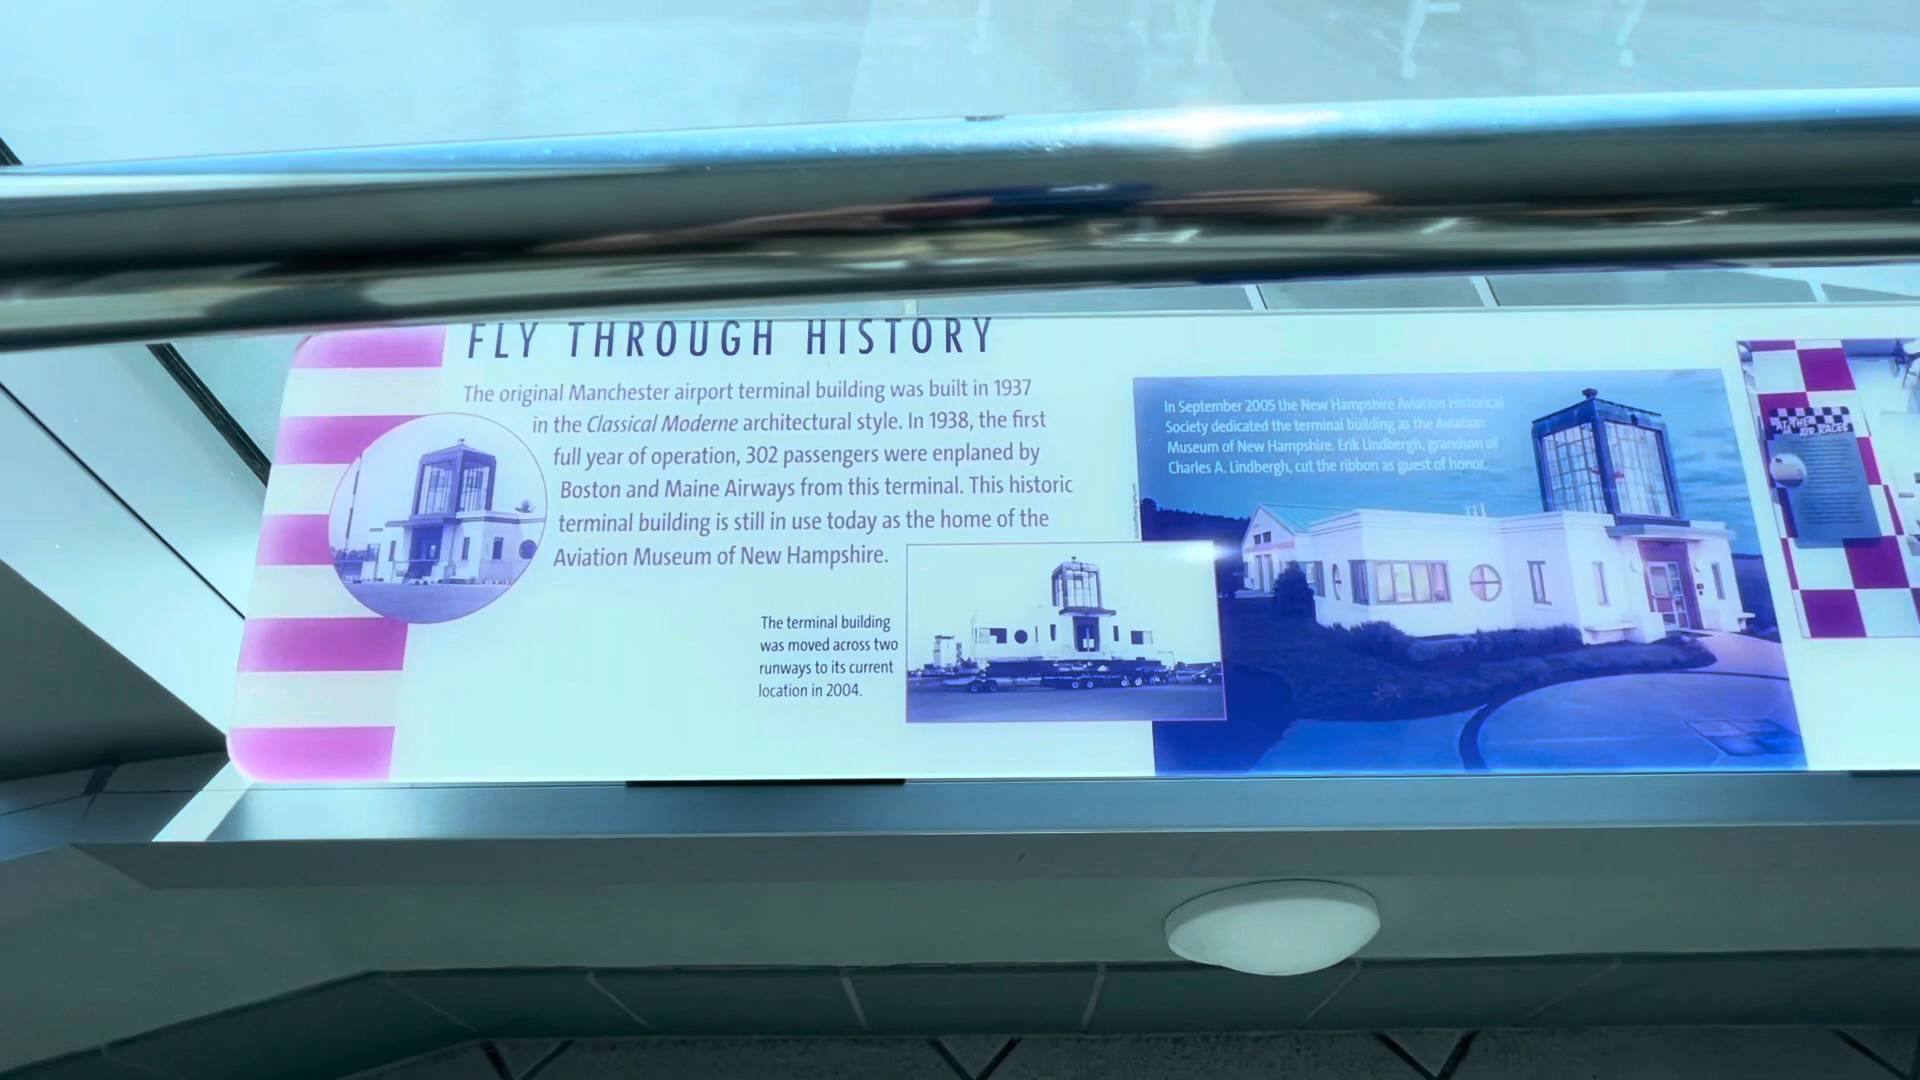 FLY THROUGH HISTORY
The original Manchester airport terminal building was built in 1937
in the Classical Moderne architectural style. In 1938, the first
full year of operation, 302 passengers were enplaned by
Boston and Maine Airways from this terminal. This historic
terminal building is still in use today as the home of the
Aviation Museum of New Hampshire.
The terminal building
was moved across two
runways to its current
location in 2004.
In September 2005 the New Hampshire Aviation Historical
Society dedicated the terminal building as the Aviation
Museum of New Hampshire. Erik Lindbergh, grandson of
Charles A. Lindbergh, cut the ribbon as guest of honor.
AT THE
AIR RACES